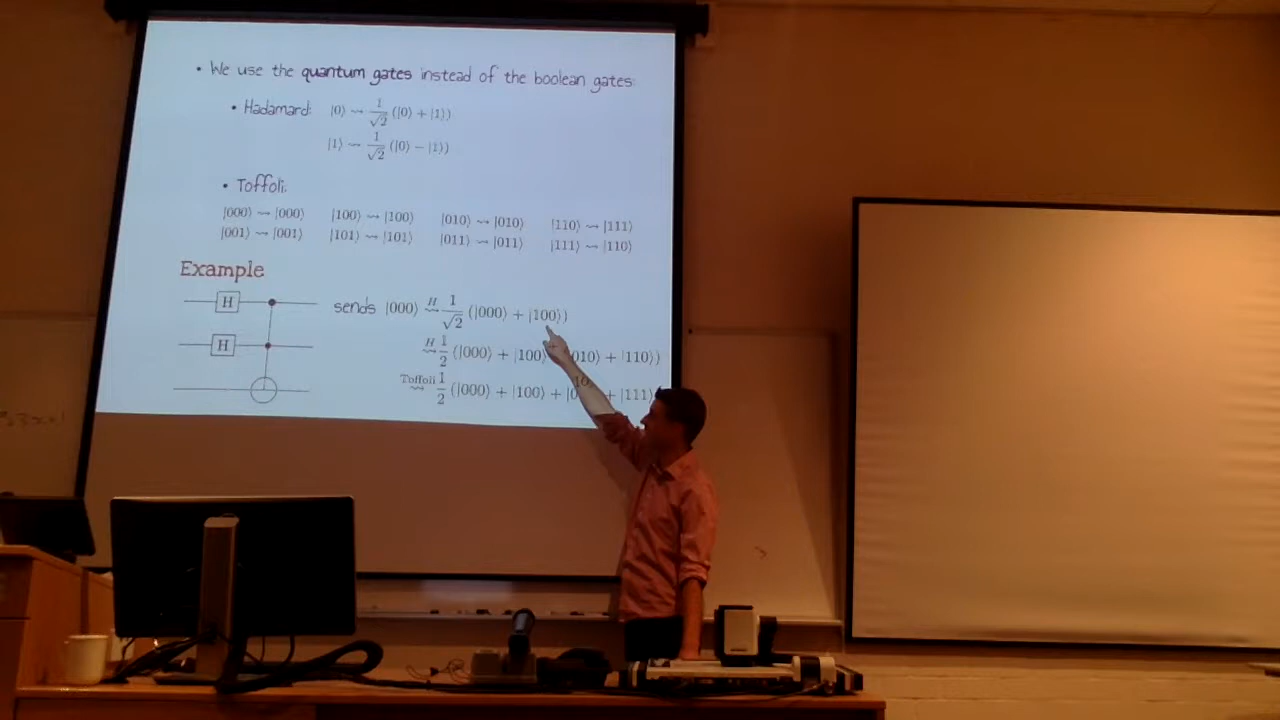 • We use the quantum gates instead of the boolean gates:
• Hadamard: |0⟩ ⇝ 1/√2 (|0⟩ + |1⟩)
|1⟩ ⇝ 1/√2 (|0⟩ − |1⟩)
• Toffoli:
|000⟩ ⇝ |000⟩ |100⟩ ⇝ |100⟩ |010⟩ ⇝ |010⟩ |110⟩ ⇝ |111⟩
|001⟩ ⇝ |001⟩ |101⟩ ⇝ |101⟩ |011⟩ ⇝ |011⟩ |111⟩ ⇝ |110⟩
Example
H sends |000⟩ H⇝ 1/√2 (|000⟩ + |100⟩)
H H⇝ 1/2 (|000⟩ + |100⟩ + |010⟩ + |110⟩)
Toffoli⇝ 1/2 (|000⟩ + |100⟩ + |010⟩ + |111⟩)